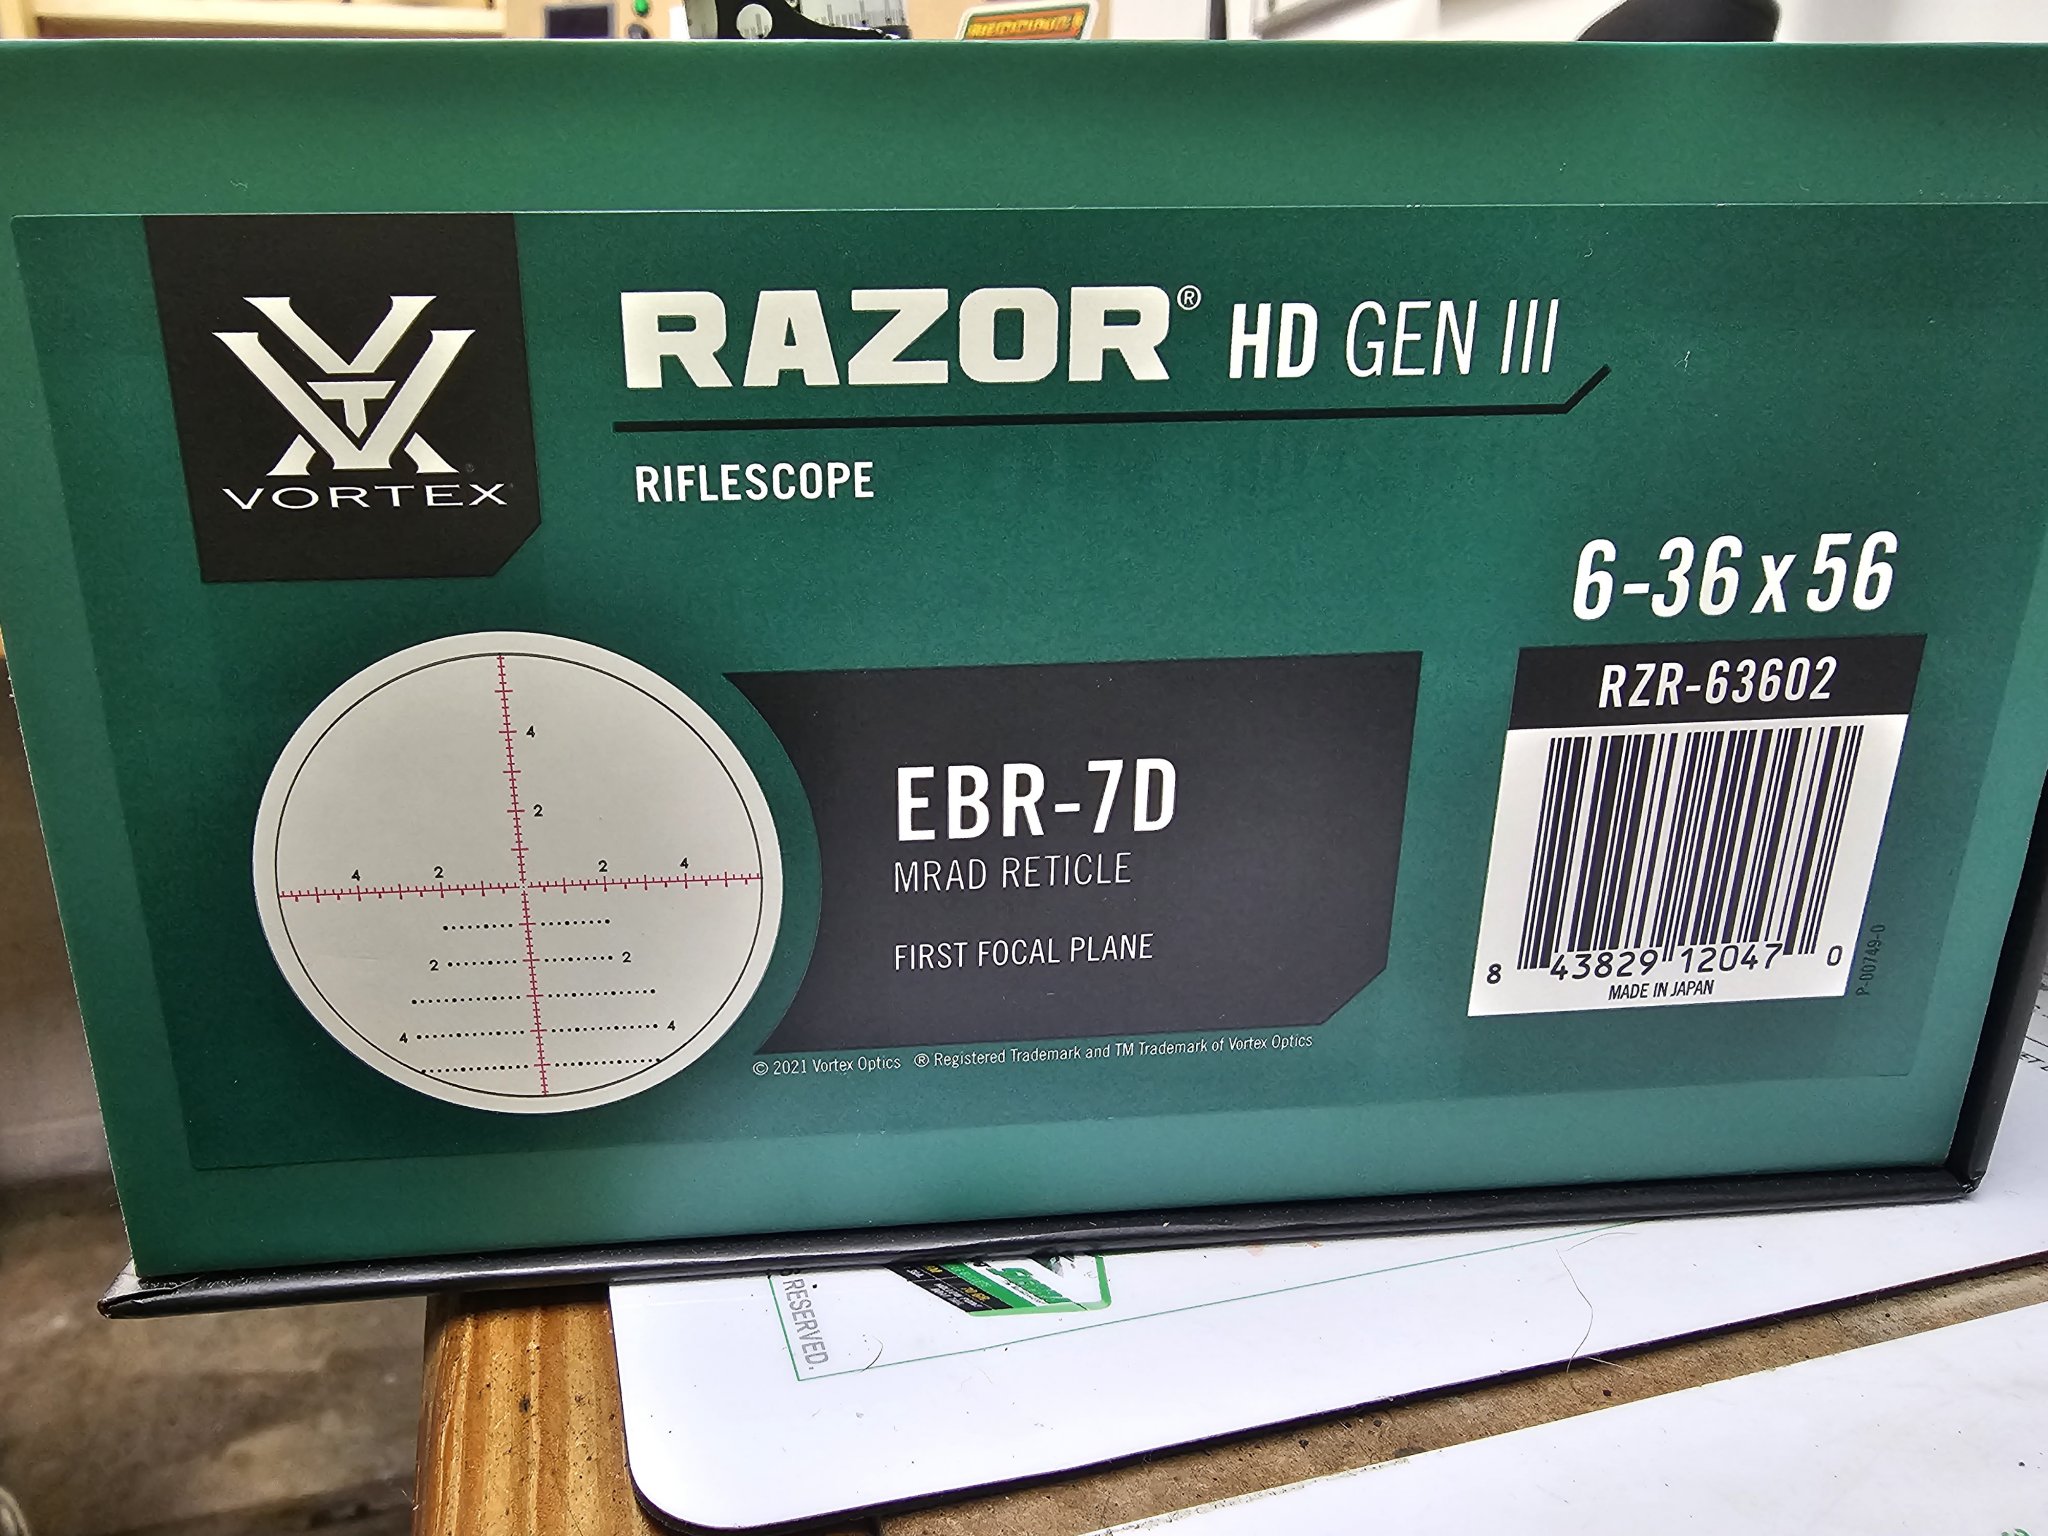 RAZOR® HD GEN III
VORTEX
RIFLESCOPE
6-36x56
RZR-63602
4
2
4 2 2 4
2 2
4 4
EBR-7D
MRAD RETICLE
FIRST FOCAL PLANE
8 43829 12047 0
MADE IN JAPAN
P-00749-0
© 2021 Vortex Optics ® Registered Trademark and TM Trademark of Vortex Optics
RESERVED.